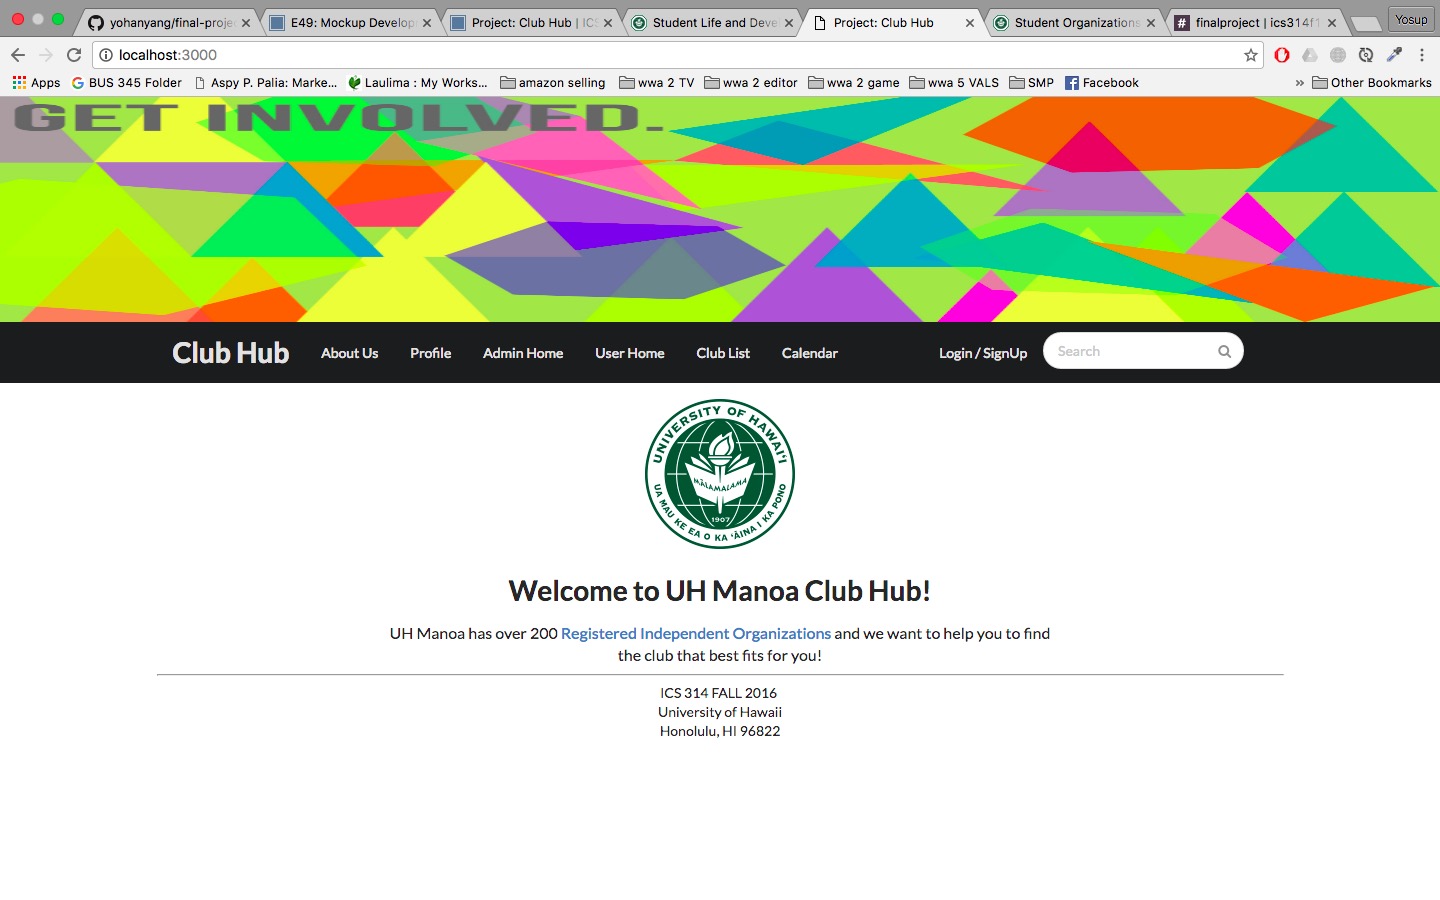 yohanyang/final-proje
E49: Mockup Develop
Project: Club Hub | ICS
Student Life and Deve
Project: Club Hub
Student Organizations
finalproject | ics314f1
Yosup
localhost:3000
Apps
BUS 345 Folder
Aspy P. Palia: Marke...
Laulima : My Works...
amazon selling
wwa 2 TV
wwa 2 editor
wwa 2 game
wwa 5 VALS
SMP
Facebook
»
Other Bookmarks
GET INVOLVED.
Club Hub
About Us
Profile
Admin Home
User Home
Club List
Calendar
Login / SignUp
Search
UNIVERSITY OF HAWAIʻI
MĀLAMALAMA
1907
UA MAU KE EA O KA ʻĀINA I KA PONO
Welcome to UH Manoa Club Hub!
UH Manoa has over 200 Registered Independent Organizations and we want to help you to find
the club that best fits for you!
ICS 314 FALL 2016
University of Hawaii
Honolulu, HI 96822